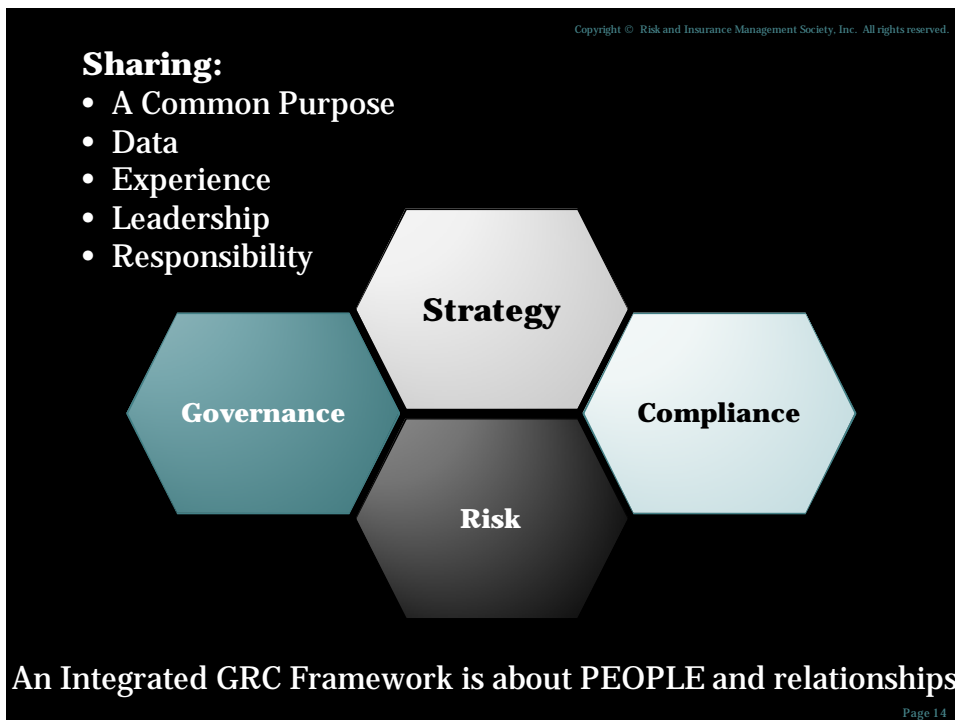 Copyright © Risk and Insurance Management Society, Inc. All rights reserved.
Sharing:
• A Common Purpose
• Data
• Experience
• Leadership
• Responsibility
Strategy
Governance
Compliance
Risk
An Integrated GRC Framework is about PEOPLE and relationships
Page 14